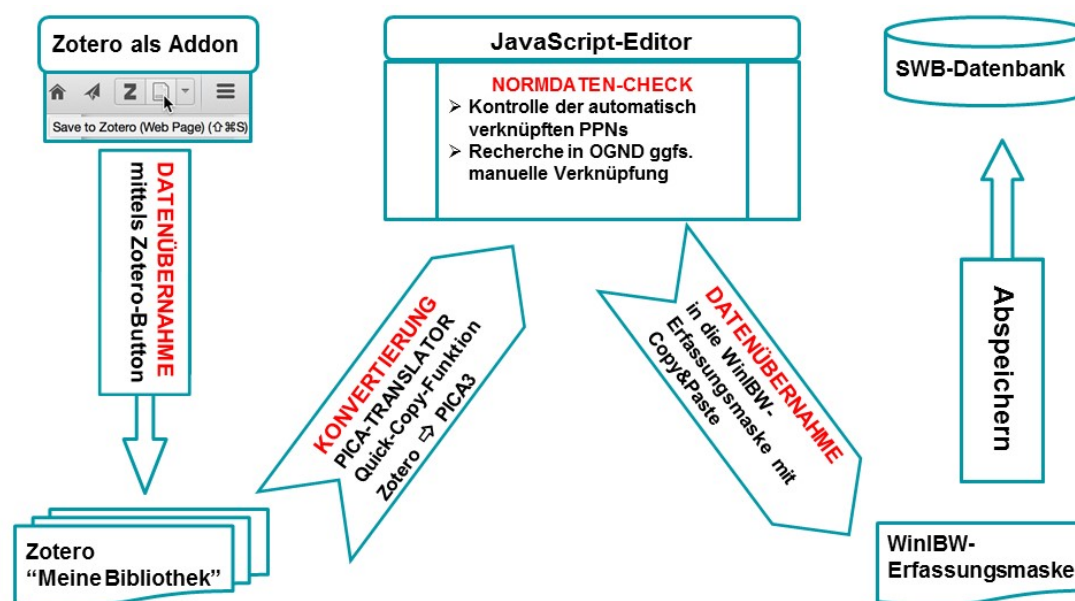 Zotero als Addon
Save to Zotero (Web Page) (⇧⌘S)
DATENÜBERNAHME
mittels Zotero-Button
Zotero
“Meine Bibliothek”
KONVERTIERUNG
PICA-TRANSLATOR
Quick-Copy-Funktion
Zotero ⇨ PICA3
JavaScript-Editor
NORMDATEN-CHECK
➢ Kontrolle der automatisch
verknüpften PPNs
➢ Recherche in OGND ggfs.
manuelle Verknüpfung
DATENÜBERNAHME
in die WinIBW-
Erfassungsmaske mit
Copy&Paste
WinIBW-
Erfassungsmaske
Abspeichern
SWB-Datenbank